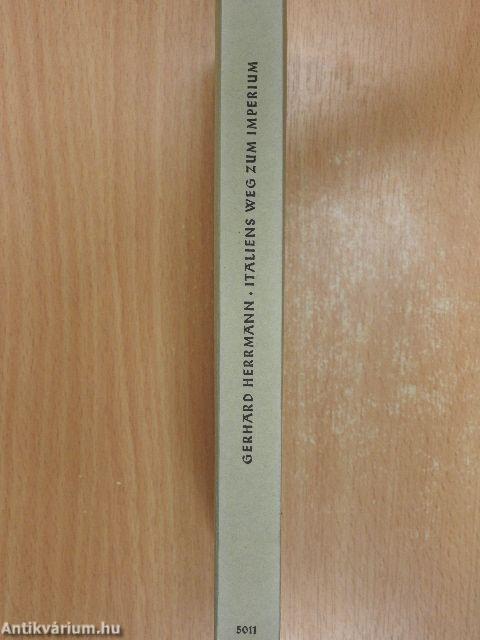 GERHARD HERRMANN • ITALIENS WEG ZUM IMPERIUM
5011
Antikvárium.hu